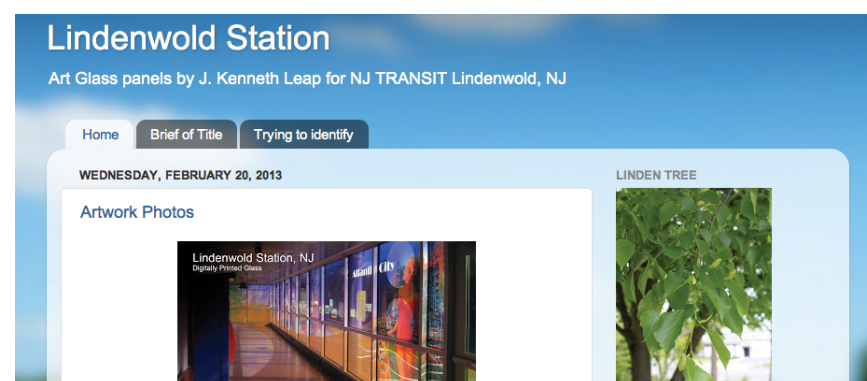 Lindenwold Station
Art Glass panels by J. Kenneth Leap for NJ TRANSIT Lindenwold, NJ
Home
Brief of Title
Trying to identify
WEDNESDAY, FEBRUARY 20, 2013
LINDEN TREE
Artwork Photos
Lindenwold Station, NJ
Digitally Printed Glass
Atlantic City